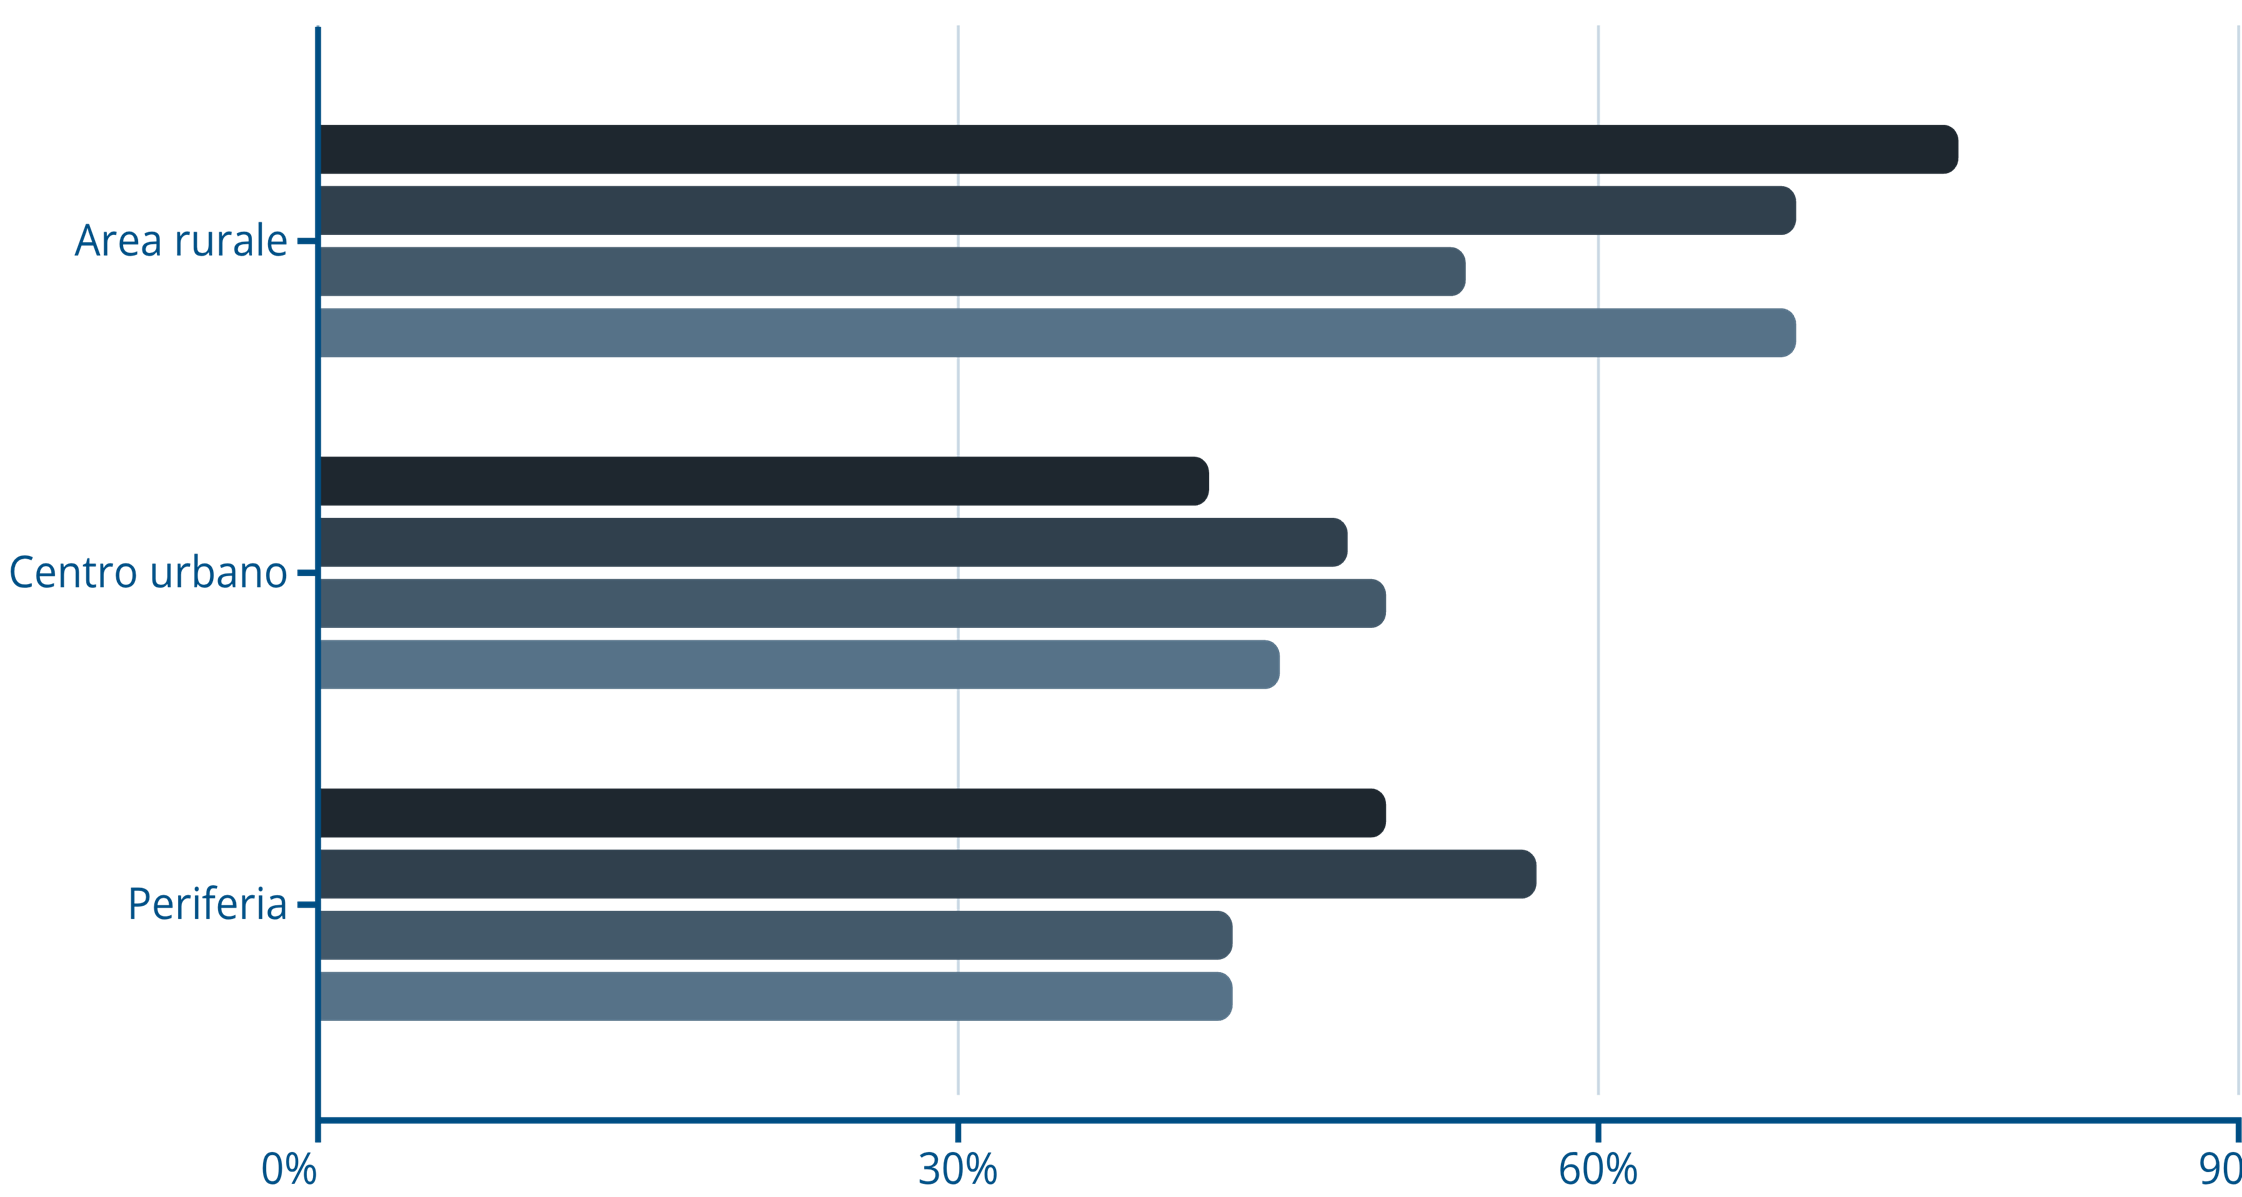 Area rurale
Centro urbano
Periferia
0% 30% 60% 90